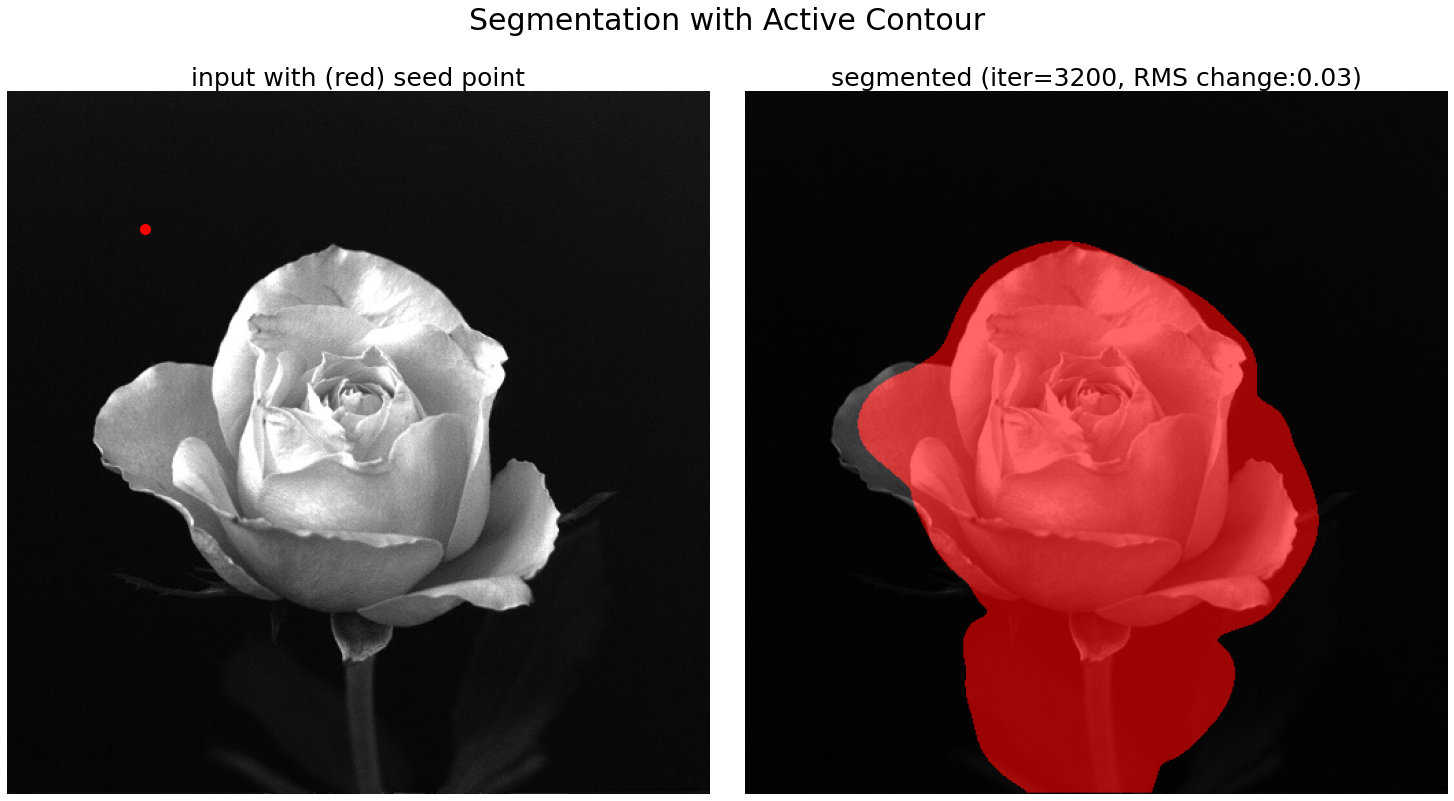 Segmentation with Active Contour
input with (red) seed point
segmented (iter=3200, RMS change:0.03)